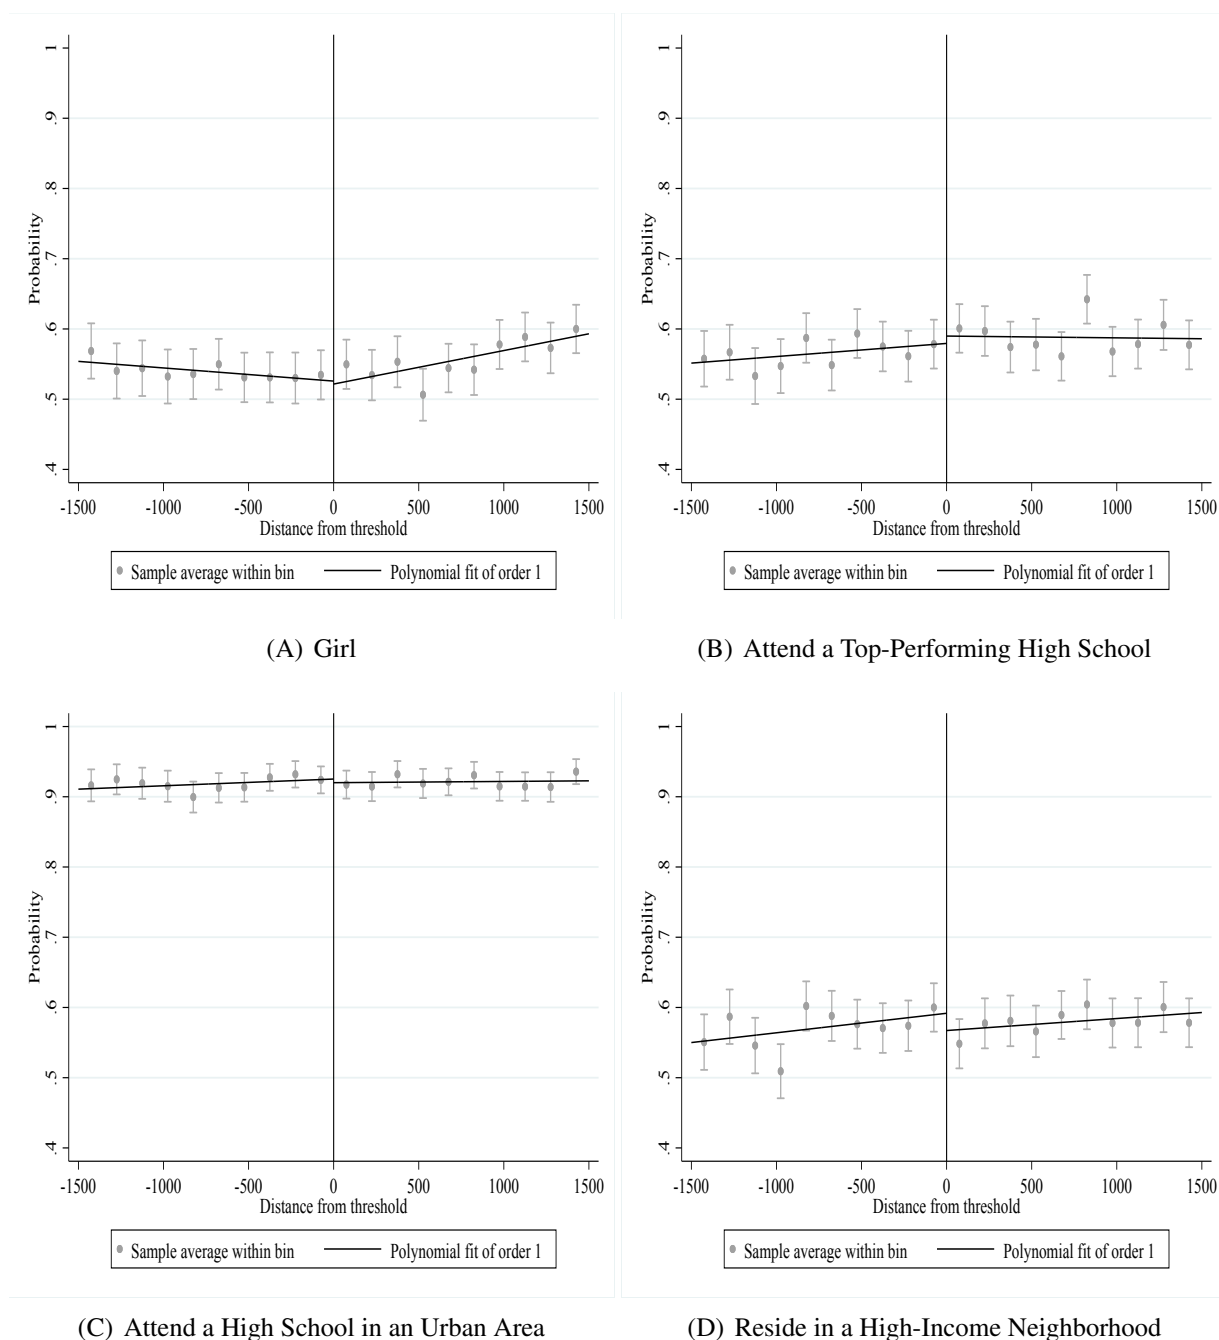 1
.9
.8
.7
.6
.5
.4
Probability
-1500 -1000 -500 0 500 1000 1500
Distance from threshold
Sample average within bin Polynomial fit of order 1
(A) Girl
1
.9
.8
.7
.6
.5
.4
Probability
-1500 -1000 -500 0 500 1000 1500
Distance from threshold
Sample average within bin Polynomial fit of order 1
(B) Attend a Top-Performing High School
1
.9
.8
.7
.6
.5
.4
Probability
-1500 -1000 -500 0 500 1000 1500
Distance from threshold
Sample average within bin Polynomial fit of order 1
(C) Attend a High School in an Urban Area
1
.9
.8
.7
.6
.5
.4
Probability
-1500 -1000 -500 0 500 1000 1500
Distance from threshold
Sample average within bin Polynomial fit of order 1
(D) Reside in a High-Income Neighborhood